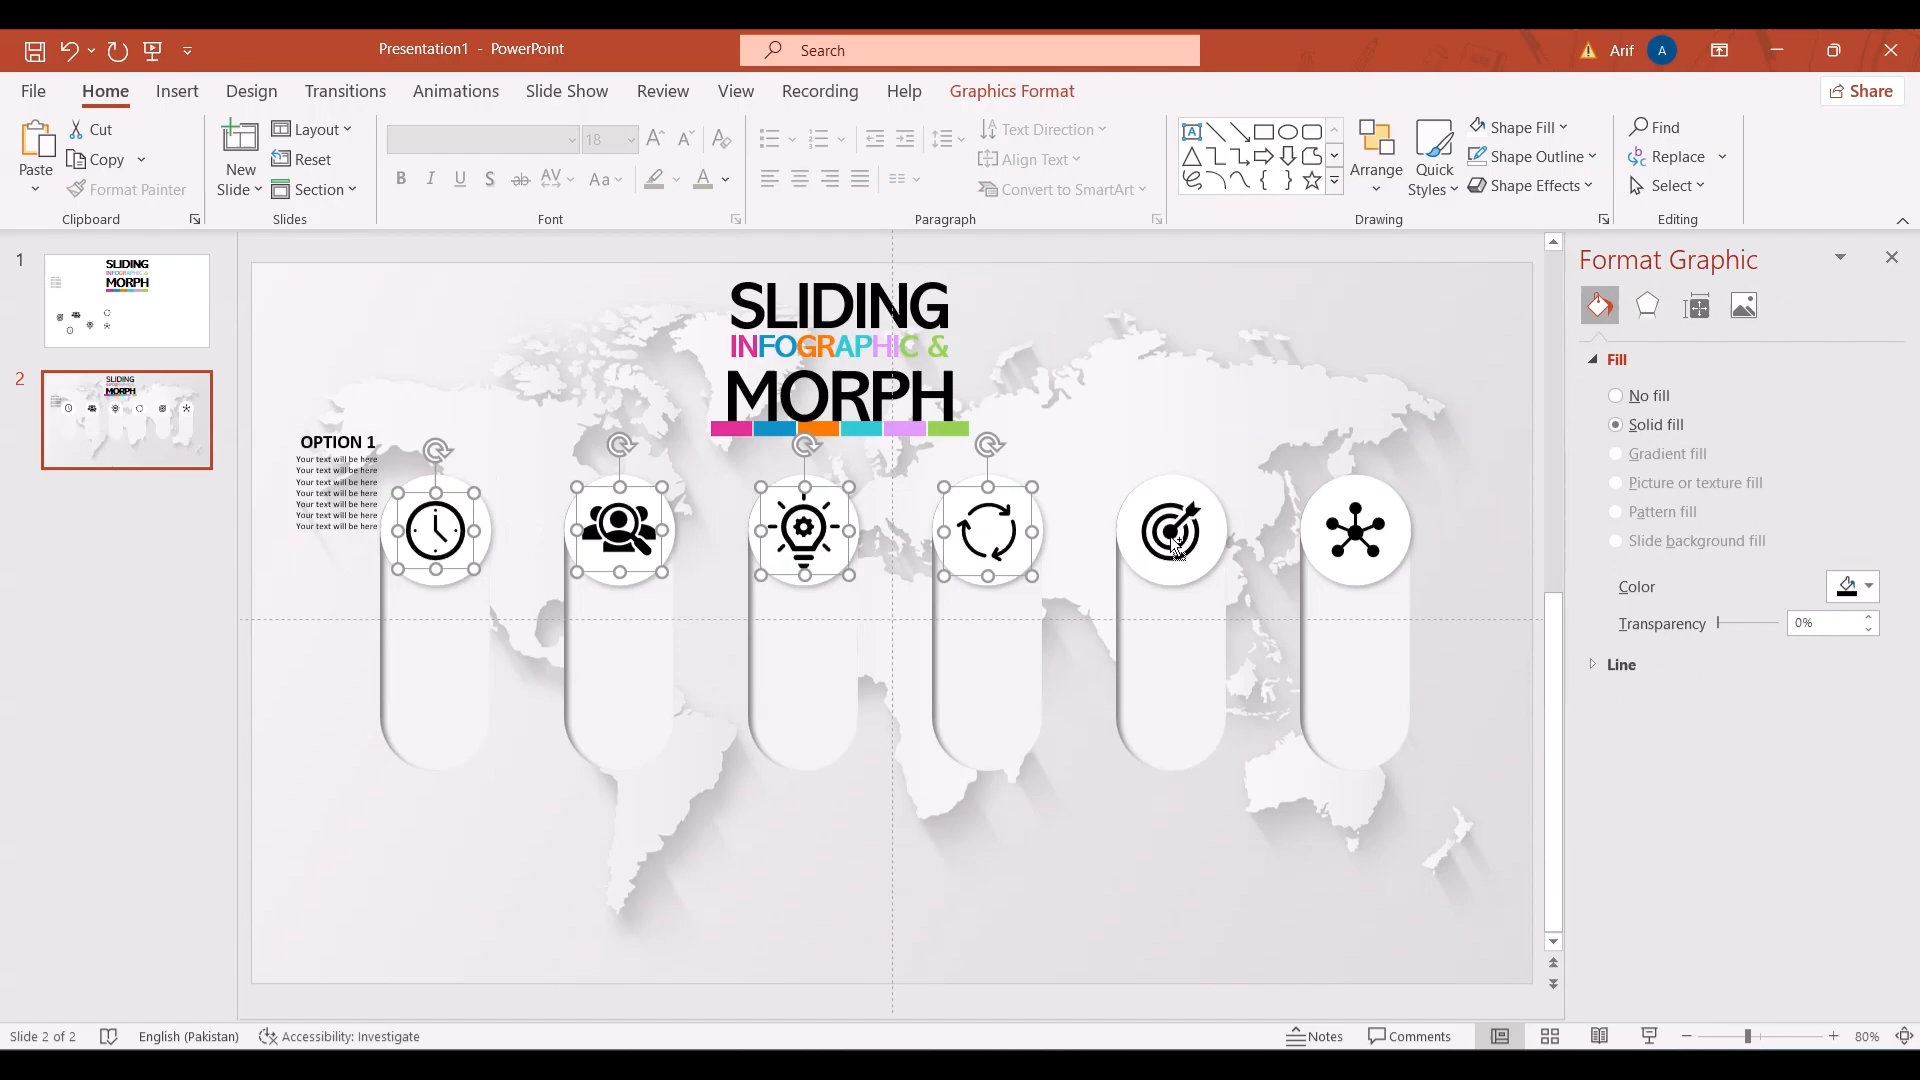 Presentation1 - PowerPoint
Search
Arif
A
File
Home
Insert
Design
Transitions
Animations
Slide Show
Review
View
Recording
Help
Graphics Format
Share
Paste
Cut
Copy
Format Painter
Clipboard
New
Slide
Layout
Reset
Section
Slides
18
B
I
U
S
ab
AV
Aa
A
Font
Text Direction
Align Text
Convert to SmartArt
Paragraph
Arrange
Quick
Styles
Shape Fill
Shape Outline
Shape Effects
Drawing
Find
Replace
Select
Editing
1
SLIDING
INFOGRAPHIC &
MORPH
2
SLIDING
MORPH
SLIDING
INFOGRAPHIC &
MORPH
OPTION 1
Your text will be here
Your text will be here
Your text will be here
Your text will be here
Your text will be here
Your text will be here
Your text will be here
Format Graphic
Fill
No fill
Solid fill
Gradient fill
Picture or texture fill
Pattern fill
Slide background fill
Color
Transparency
0%
Line
Slide 2 of 2
English (Pakistan)
Accessibility: Investigate
Notes
Comments
80%